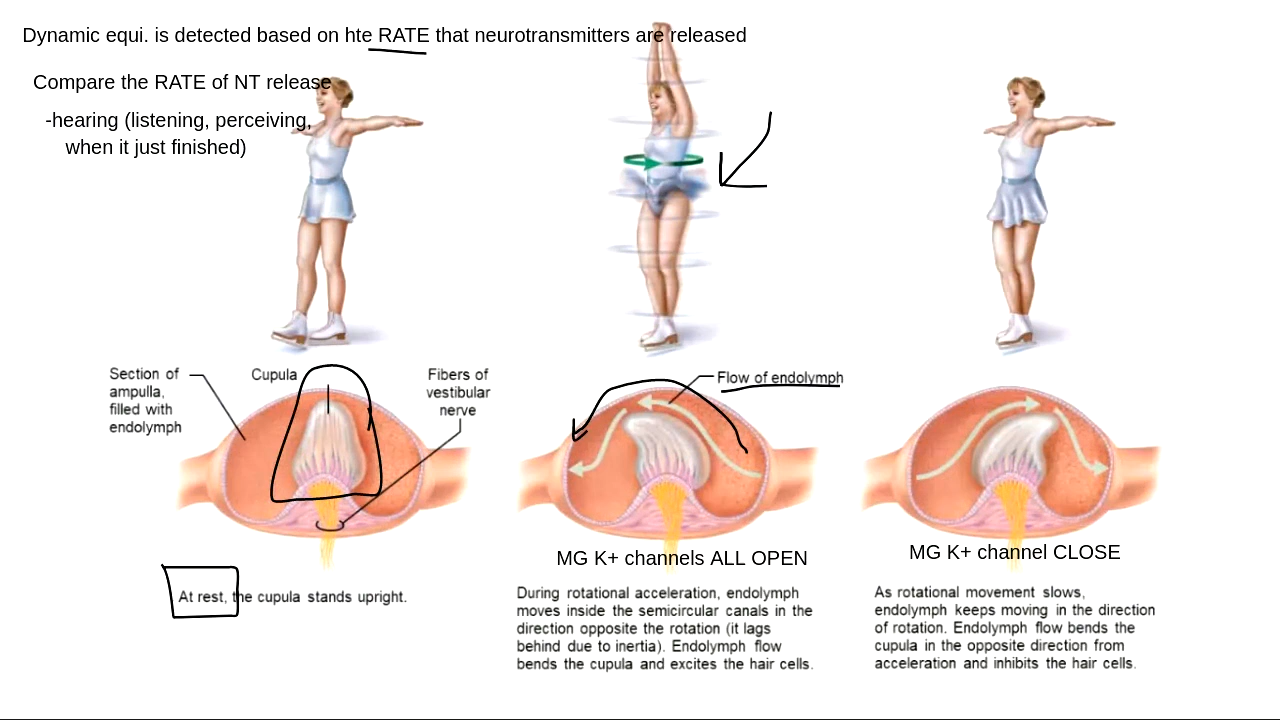 Dynamic equi. is detected based on hte RATE that neurotransmitters are released
Compare the RATE of NT release
-hearing (listening, perceiving,
when it just finished)
Section of
ampulla,
filled with
endolymph
Cupula
Fibers of
vestibular
nerve
Flow of endolymph
MG K+ channels ALL OPEN
MG K+ channel CLOSE
At rest, the cupula stands upright.
During rotational acceleration, endolymph
moves inside the semicircular canals in the
direction opposite the rotation (it lags
behind due to inertia). Endolymph flow
bends the cupula and excites the hair cells.
As rotational movement slows,
endolymph keeps moving in the direction
of rotation. Endolymph flow bends the
cupula in the opposite direction from
acceleration and inhibits the hair cells.